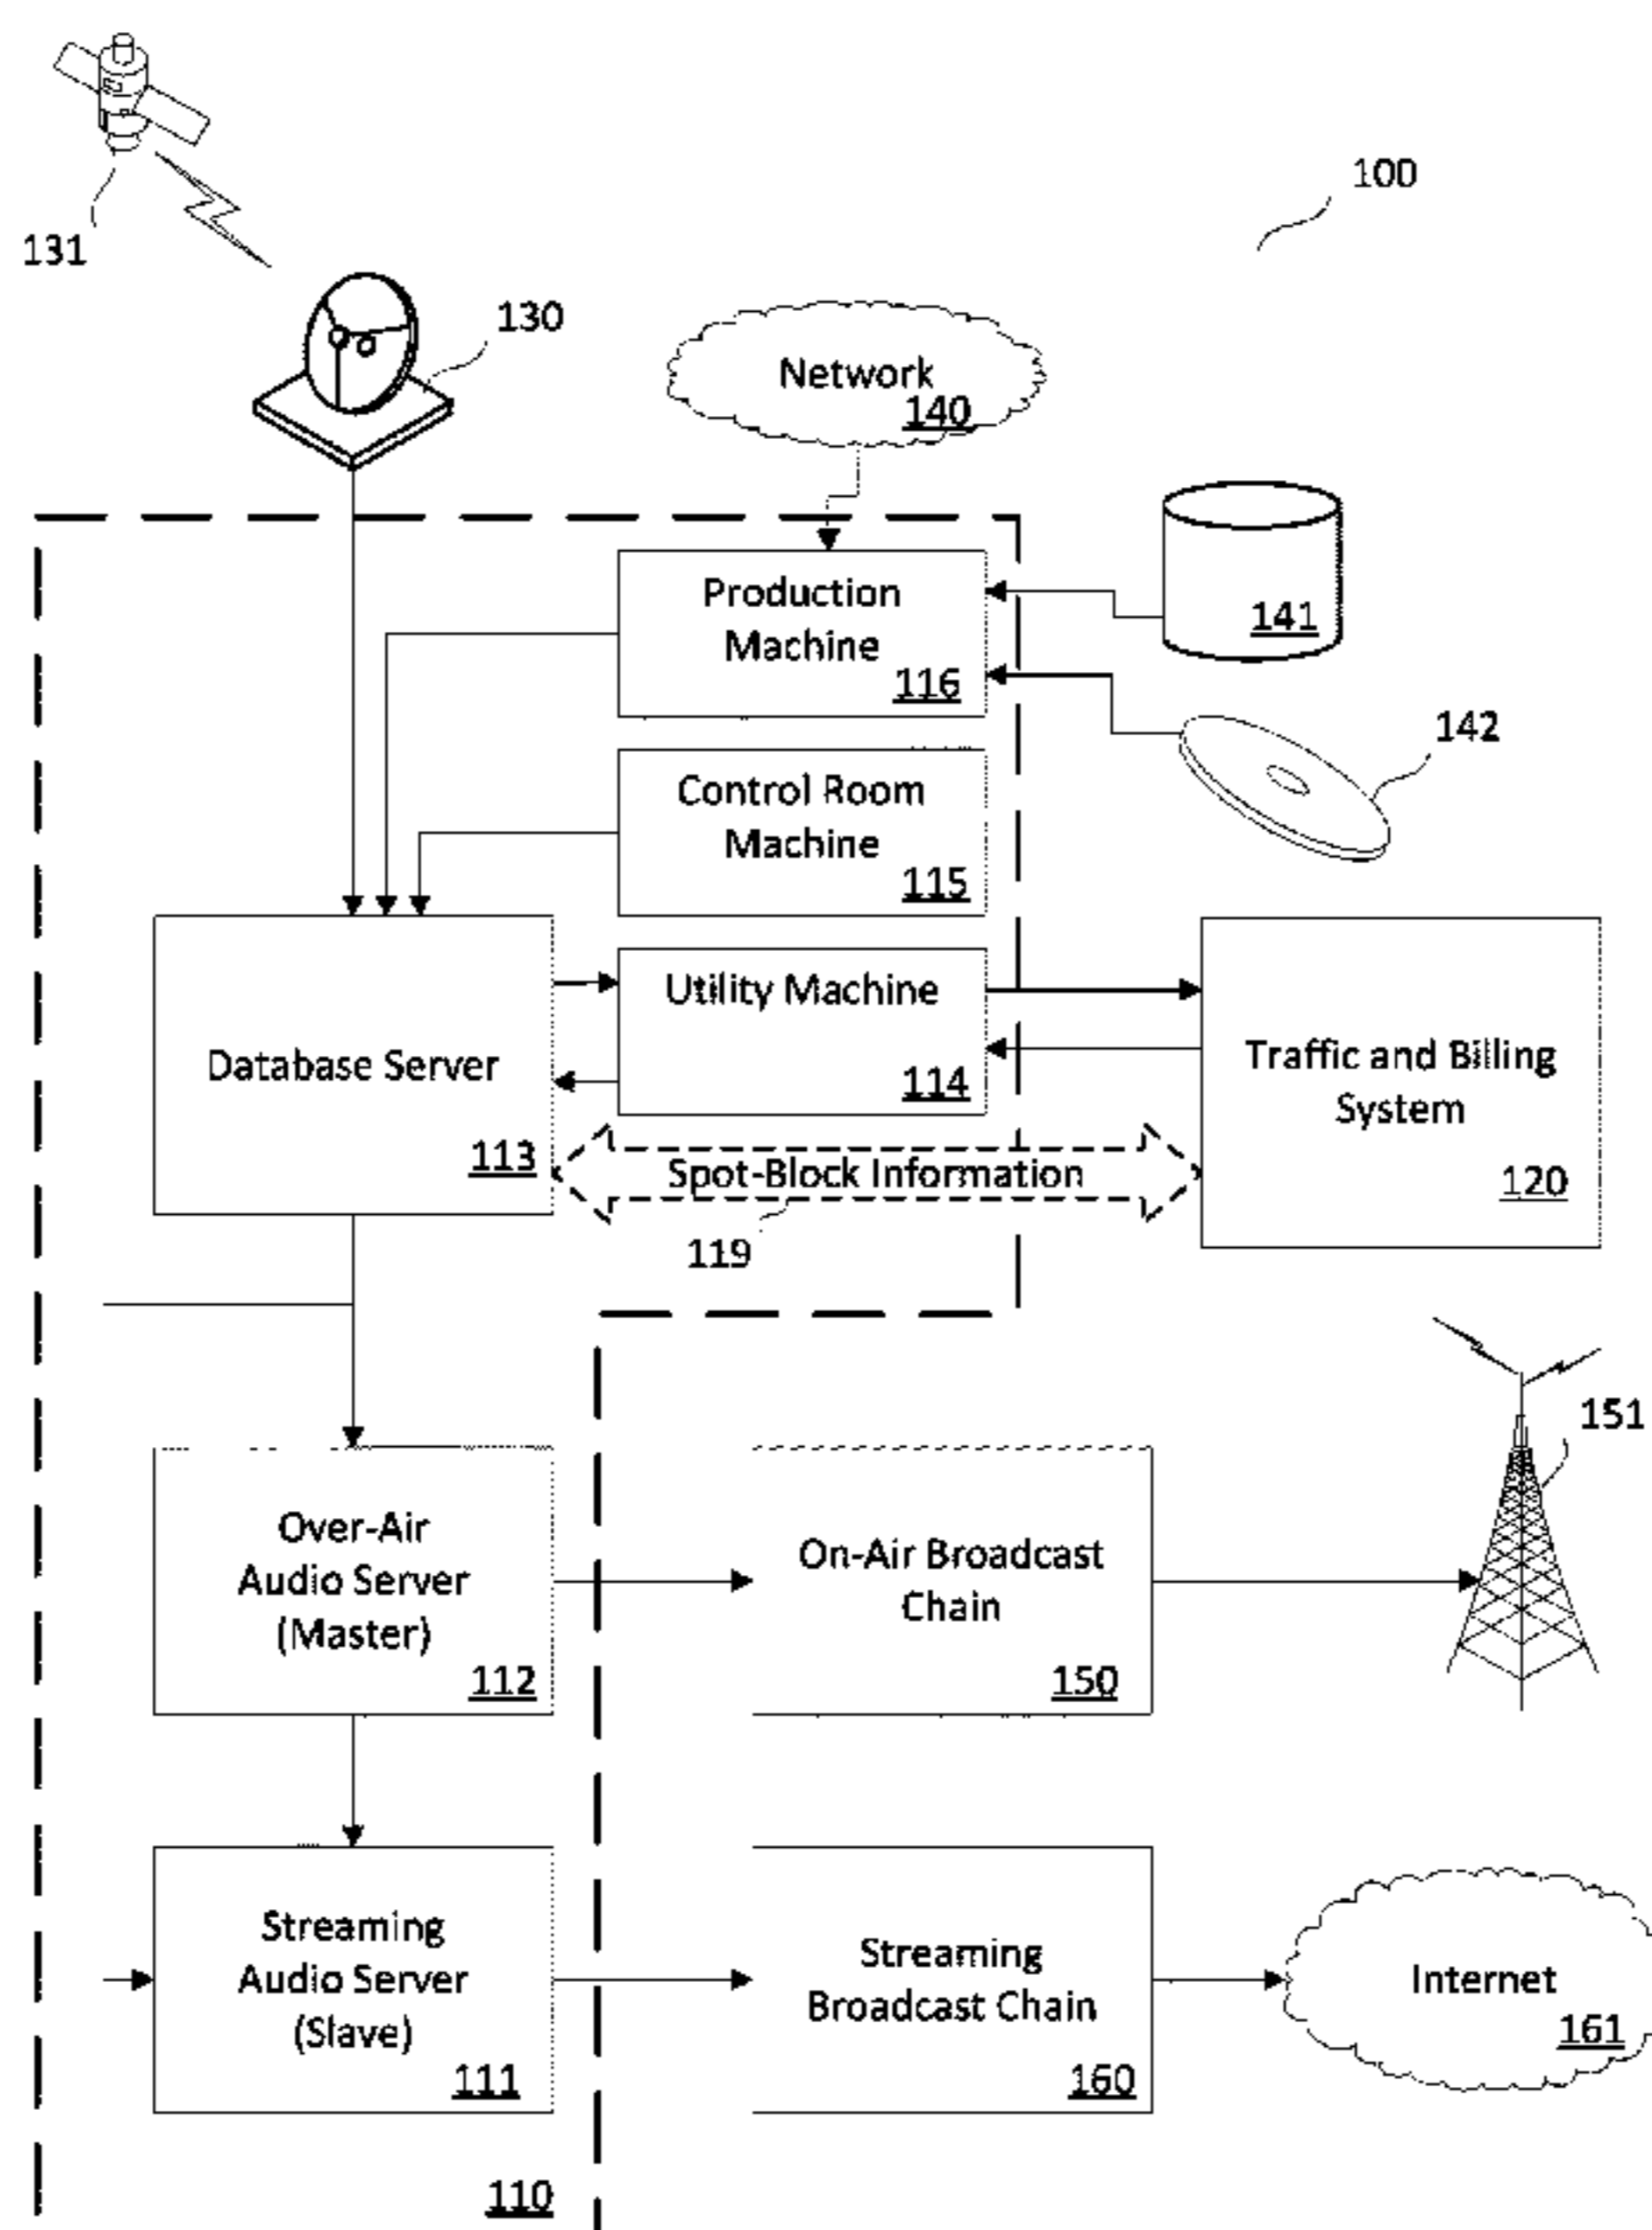 100
131
130
Network
140
Production
Machine
116
141
142
Control Room
Machine
115
Utility Machine
114
Database Server
113
Traffic and Billing
System
120
Spot-Block Information
119
151
Over-Air
Audio Server
(Master)
112
On-Air Broadcast
Chain
150
Streaming
Audio Server
(Slave)
111
Streaming
Broadcast Chain
160
Internet
161
110